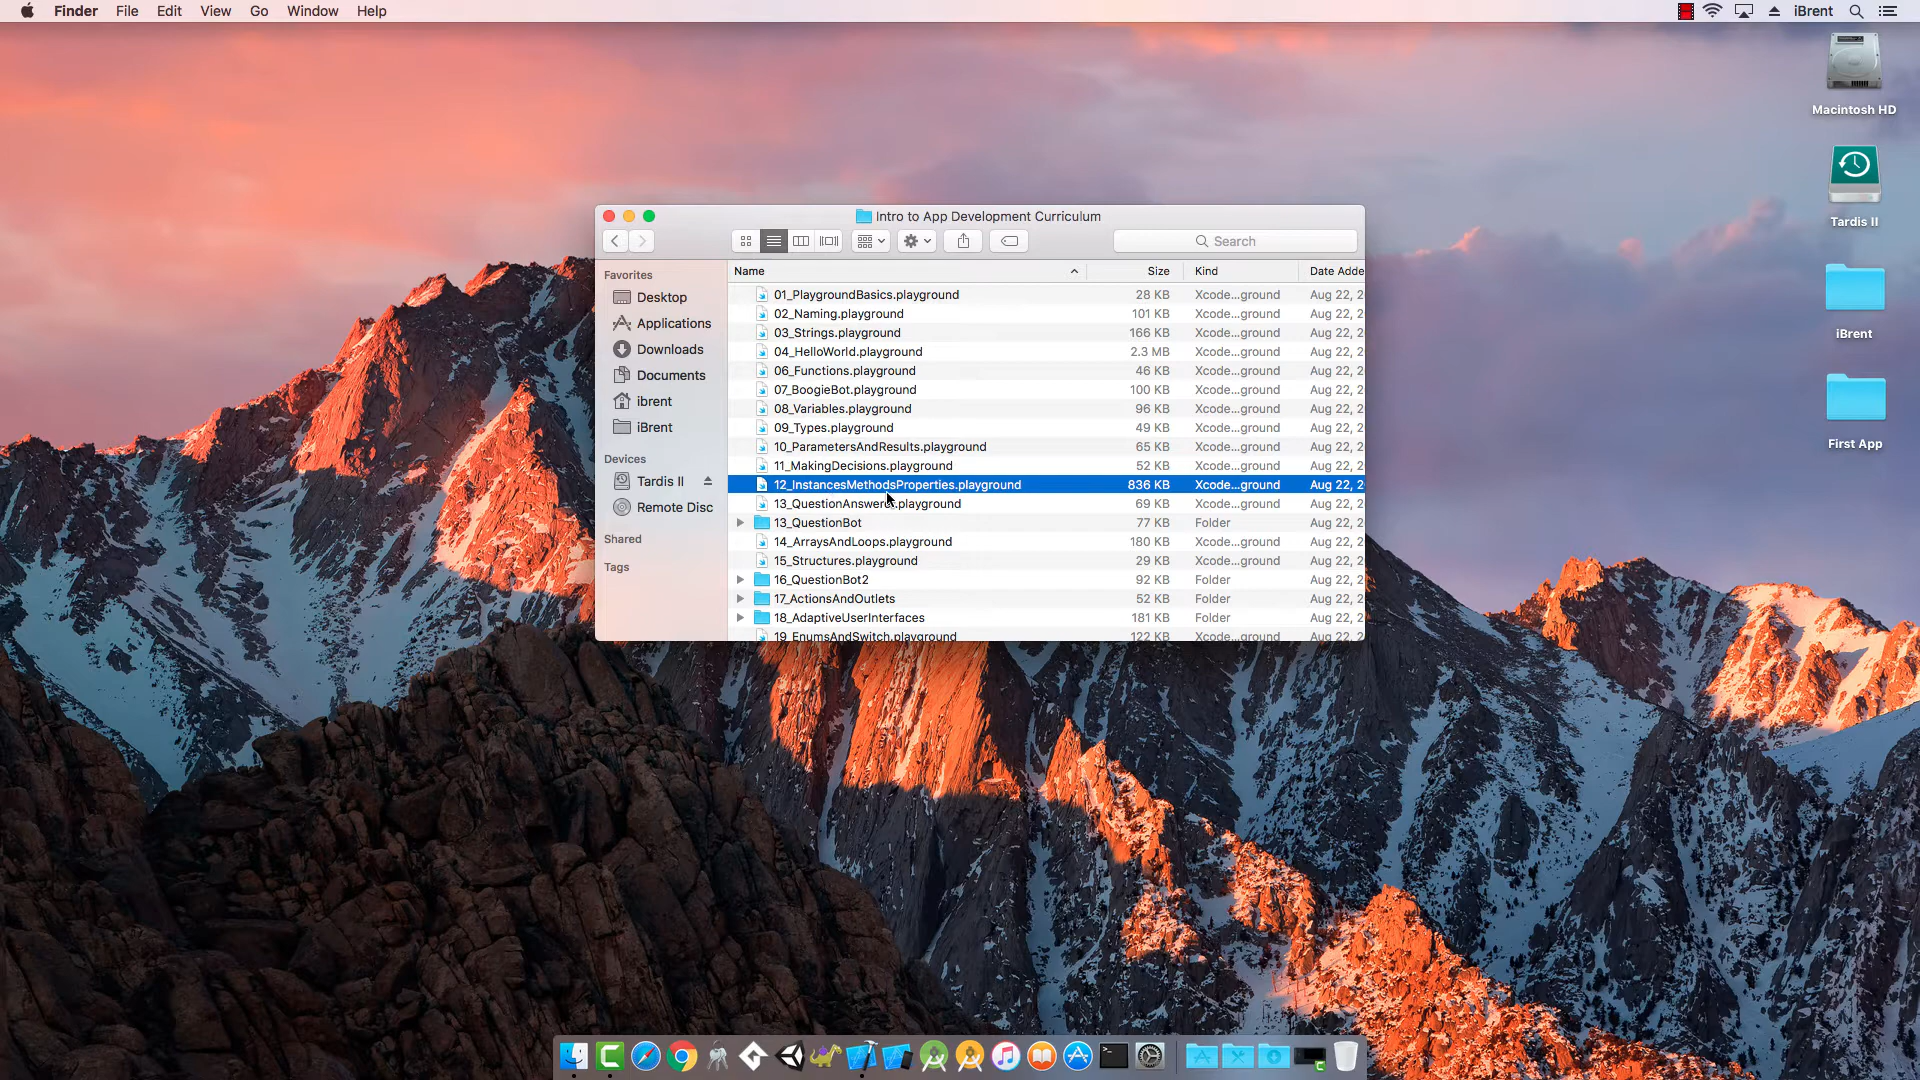 Finder File Edit View Go Window Help iBrent
Macintosh HD
Tardis II
iBrent
First App
Intro to App Development Curriculum
Search
Favorites
Desktop
Applications
Downloads
Documents
ibrent
iBrent
Devices
Tardis II
Remote Disc
Shared
Tags
Name Size Kind Date Adde
01_PlaygroundBasics.playground 28 KB Xcode...ground Aug 22, 2
02_Naming.playground 101 KB Xcode...ground Aug 22, 2
03_Strings.playground 166 KB Xcode...ground Aug 22, 2
04_HelloWorld.playground 2.3 MB Xcode...ground Aug 22, 2
06_Functions.playground 46 KB Xcode...ground Aug 22, 2
07_BoogieBot.playground 100 KB Xcode...ground Aug 22, 2
08_Variables.playground 96 KB Xcode...ground Aug 22, 2
09_Types.playground 49 KB Xcode...ground Aug 22, 2
10_ParametersAndResults.playground 65 KB Xcode...ground Aug 22, 2
11_MakingDecisions.playground 52 KB Xcode...ground Aug 22, 2
12_InstancesMethodsProperties.playground 836 KB Xcode...ground Aug 22, 2
13_QuestionAnswerer.playground 69 KB Xcode...ground Aug 22, 2
13_QuestionBot 77 KB Folder Aug 22, 2
14_ArraysAndLoops.playground 180 KB Xcode...ground Aug 22, 2
15_Structures.playground 29 KB Xcode...ground Aug 22, 2
16_QuestionBot2 92 KB Folder Aug 22, 2
17_ActionsAndOutlets 52 KB Folder Aug 22, 2
18_AdaptiveUserInterfaces 181 KB Folder Aug 22, 2
19_EnumsAndSwitch.playground 122 KB Xcode...ground Aug 22, 2